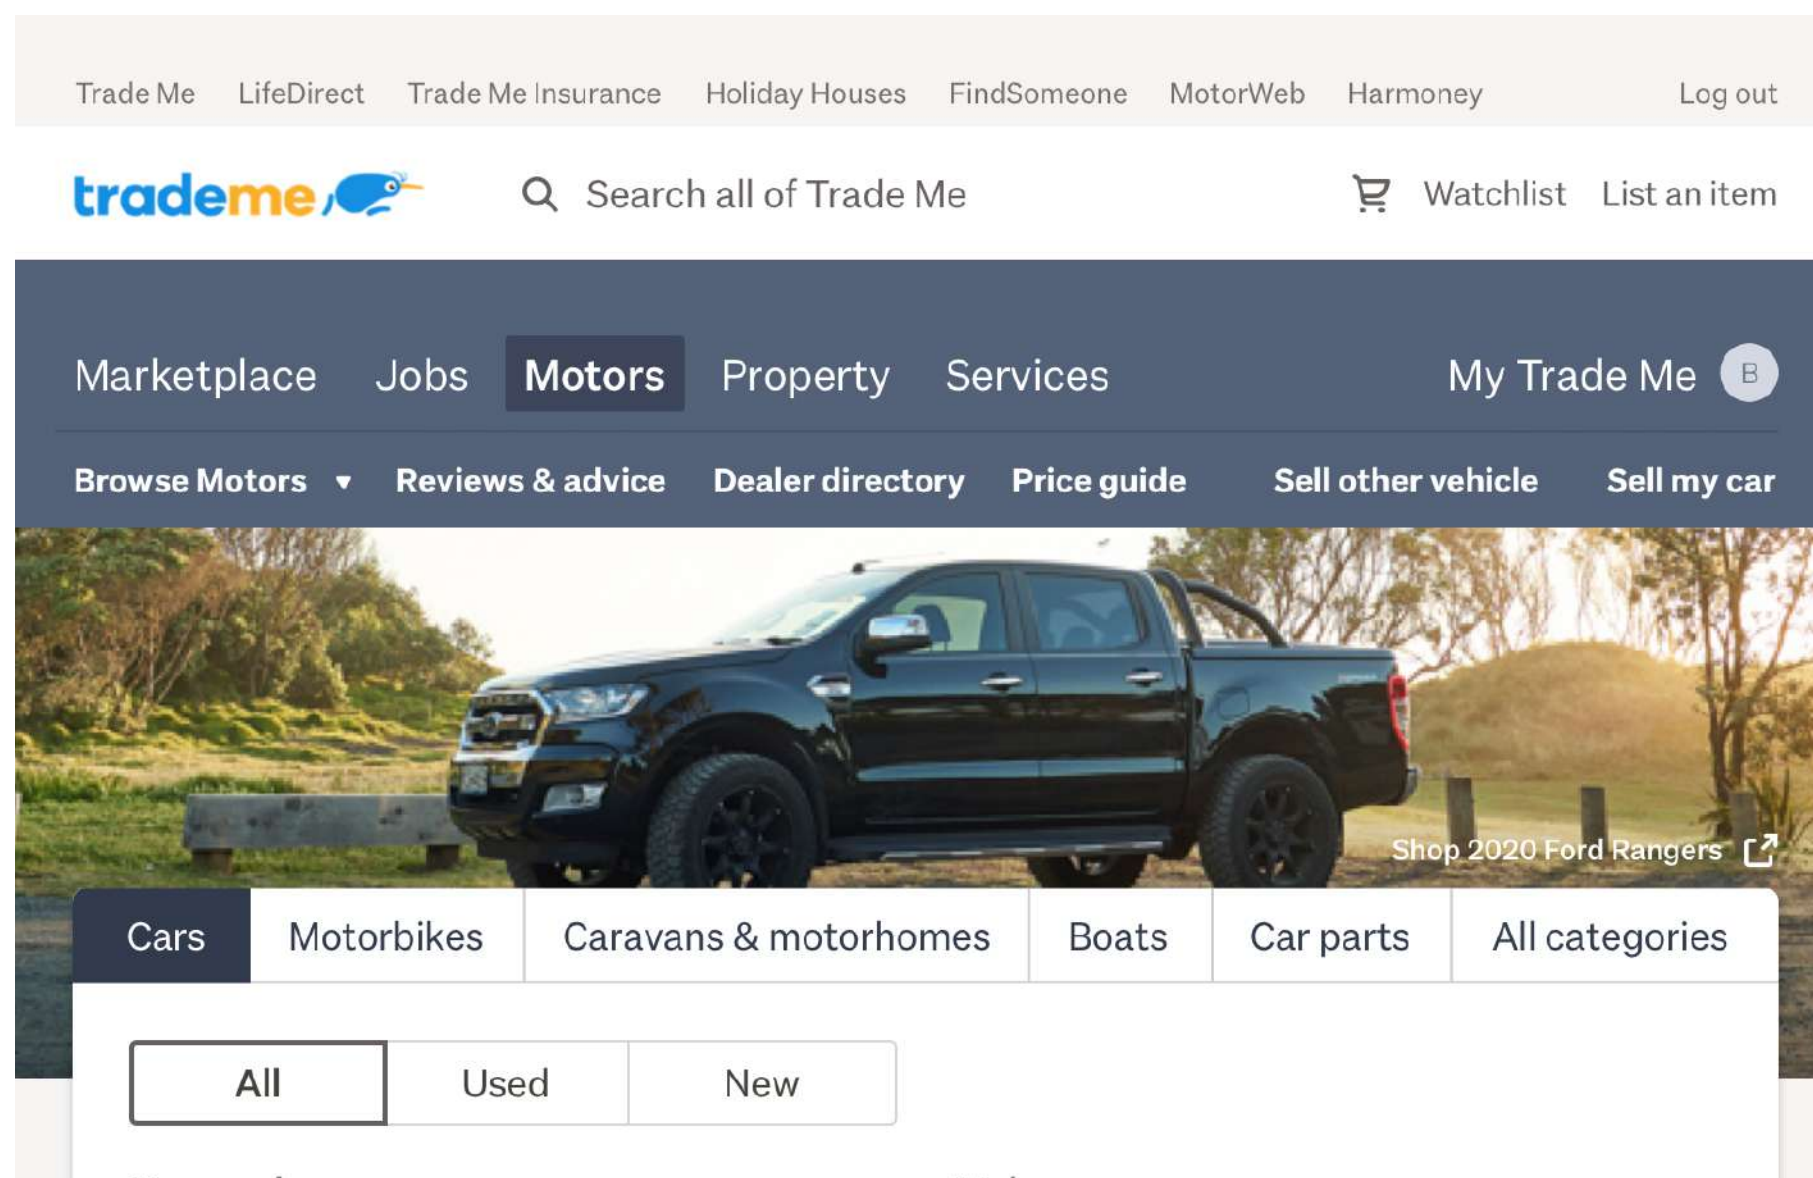 Trade Me LifeDirect Trade Me Insurance Holiday Houses FindSomeone MotorWeb Harmoney Log out
trademe Search all of Trade Me Watchlist List an item
Marketplace Jobs Motors Property Services My Trade Me B
Browse Motors Reviews & advice Dealer directory Price guide Sell other vehicle Sell my car
Shop 2020 Ford Rangers
Cars Motorbikes Caravans & motorhomes Boats Car parts All categories
All Used New